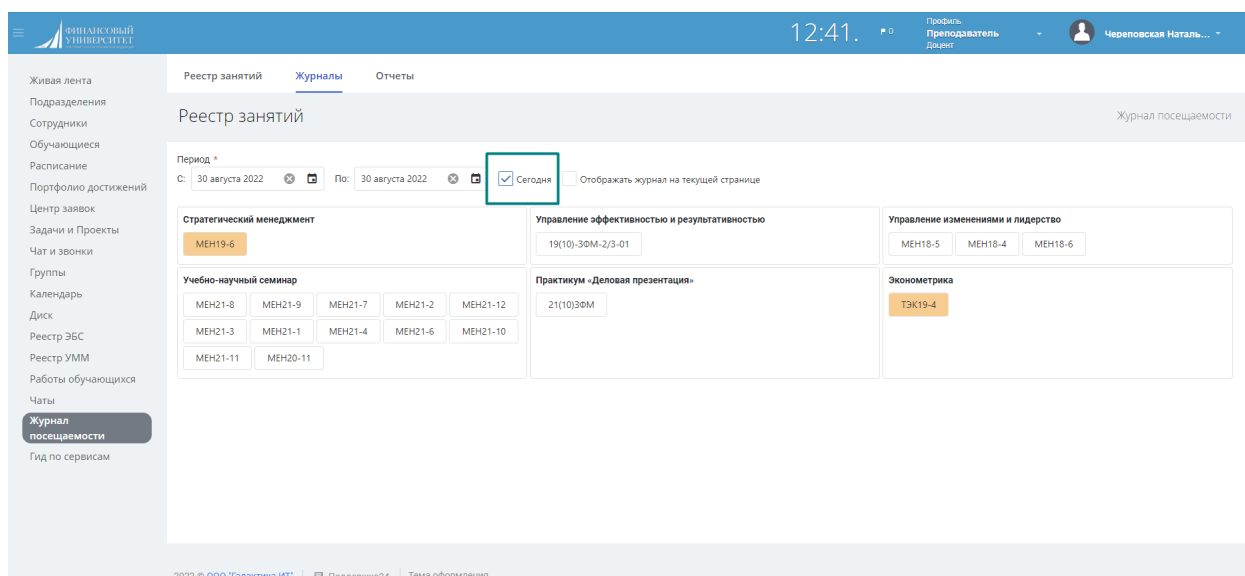 ФИНАНСОВЫЙ
УНИВЕРСИТЕТ
12:41.
0
Профиль
Преподаватель
Доцент
Череповская Наталь...
Живая лента
Подразделения
Сотрудники
Обучающиеся
Расписание
Портфолио достижений
Центр заявок
Задачи и Проекты
Чат и звонки
Группы
Календарь
Диск
Реестр ЭБС
Реестр УММ
Работы обучающихся
Чаты
Журнал
посещаемости
Гид по сервисам
Реестр занятий Журналы Отчеты
Реестр занятий
Журнал посещаемости
Период *
С: 30 августа 2022 По: 30 августа 2022 Сегодня Отображать журнал на текущей странице
Стратегический менеджмент
МЕН19-6
Управление эффективностью и результативностью
19(10)-ЗФМ-2/3-01
Управление изменениями и лидерство
МЕН18-5 МЕН18-4 МЕН18-6
Учебно-научный семинар
МЕН21-8 МЕН21-9 МЕН21-7 МЕН21-2 МЕН21-12
МЕН21-3 МЕН21-1 МЕН21-4 МЕН21-6 МЕН21-10
МЕН21-11 МЕН20-11
Практикум «Деловая презентация»
21(10)ЗФМ
Эконометрика
ТЭК19-4
2022 © ООО "Галактика ИТ" Поддержка24 Тема оформления